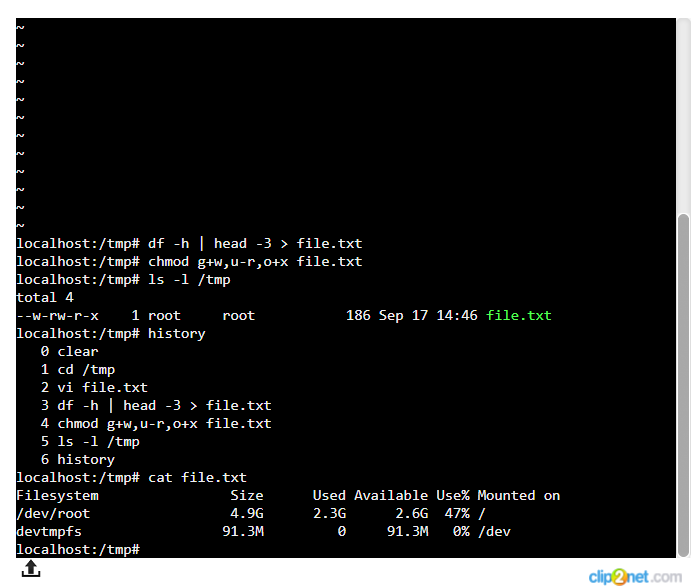 ~
~
~
~
~
~
~
~
~
~
~
~
localhost:/tmp# df -h | head -3 > file.txt
localhost:/tmp# chmod g+w,u-r,o+x file.txt
localhost:/tmp# ls -l /tmp
total 4
--w-rw-r-x    1 root     root           186 Sep 17 14:46 file.txt
localhost:/tmp# history
   0 clear
   1 cd /tmp
   2 vi file.txt
   3 df -h | head -3 > file.txt
   4 chmod g+w,u-r,o+x file.txt
   5 ls -l /tmp
   6 history
localhost:/tmp# cat file.txt
Filesystem                Size      Used Available Use% Mounted on
/dev/root                 4.9G      2.3G      2.6G  47% /
devtmpfs                 91.3M         0     91.3M   0% /dev
localhost:/tmp#
clip2net.com